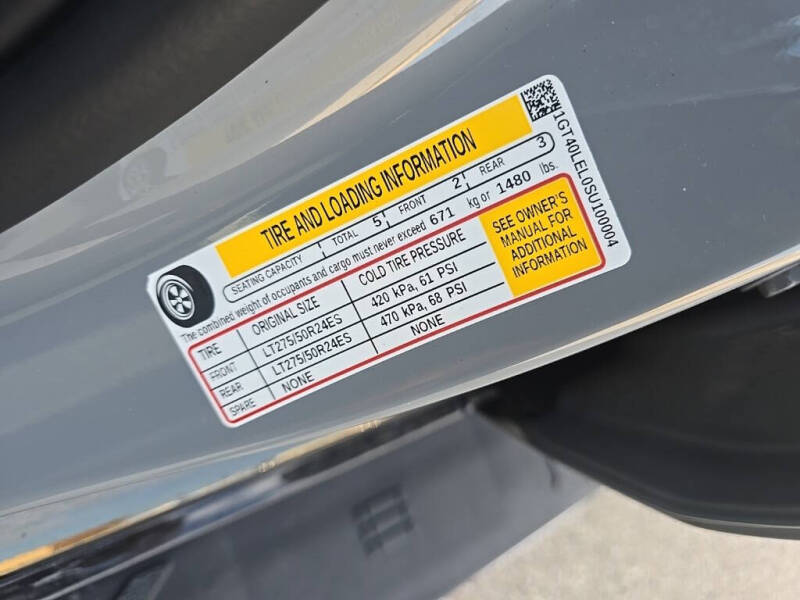 TIRE AND LOADING INFORMATION
SEATING CAPACITY | TOTAL 5 | FRONT 2 | REAR 3
The combined weight of occupants and cargo must never exceed 671 kg or 1480 lbs.
TIRE ORIGINAL SIZE COLD TIRE PRESSURE
FRONT LT275/50R24ES 420 kPa, 61 PSI
REAR LT275/50R24ES 470 kPa, 68 PSI
SPARE NONE NONE
SEE OWNER'S
MANUAL FOR
ADDITIONAL
INFORMATION
1GT40LEL0SU100004